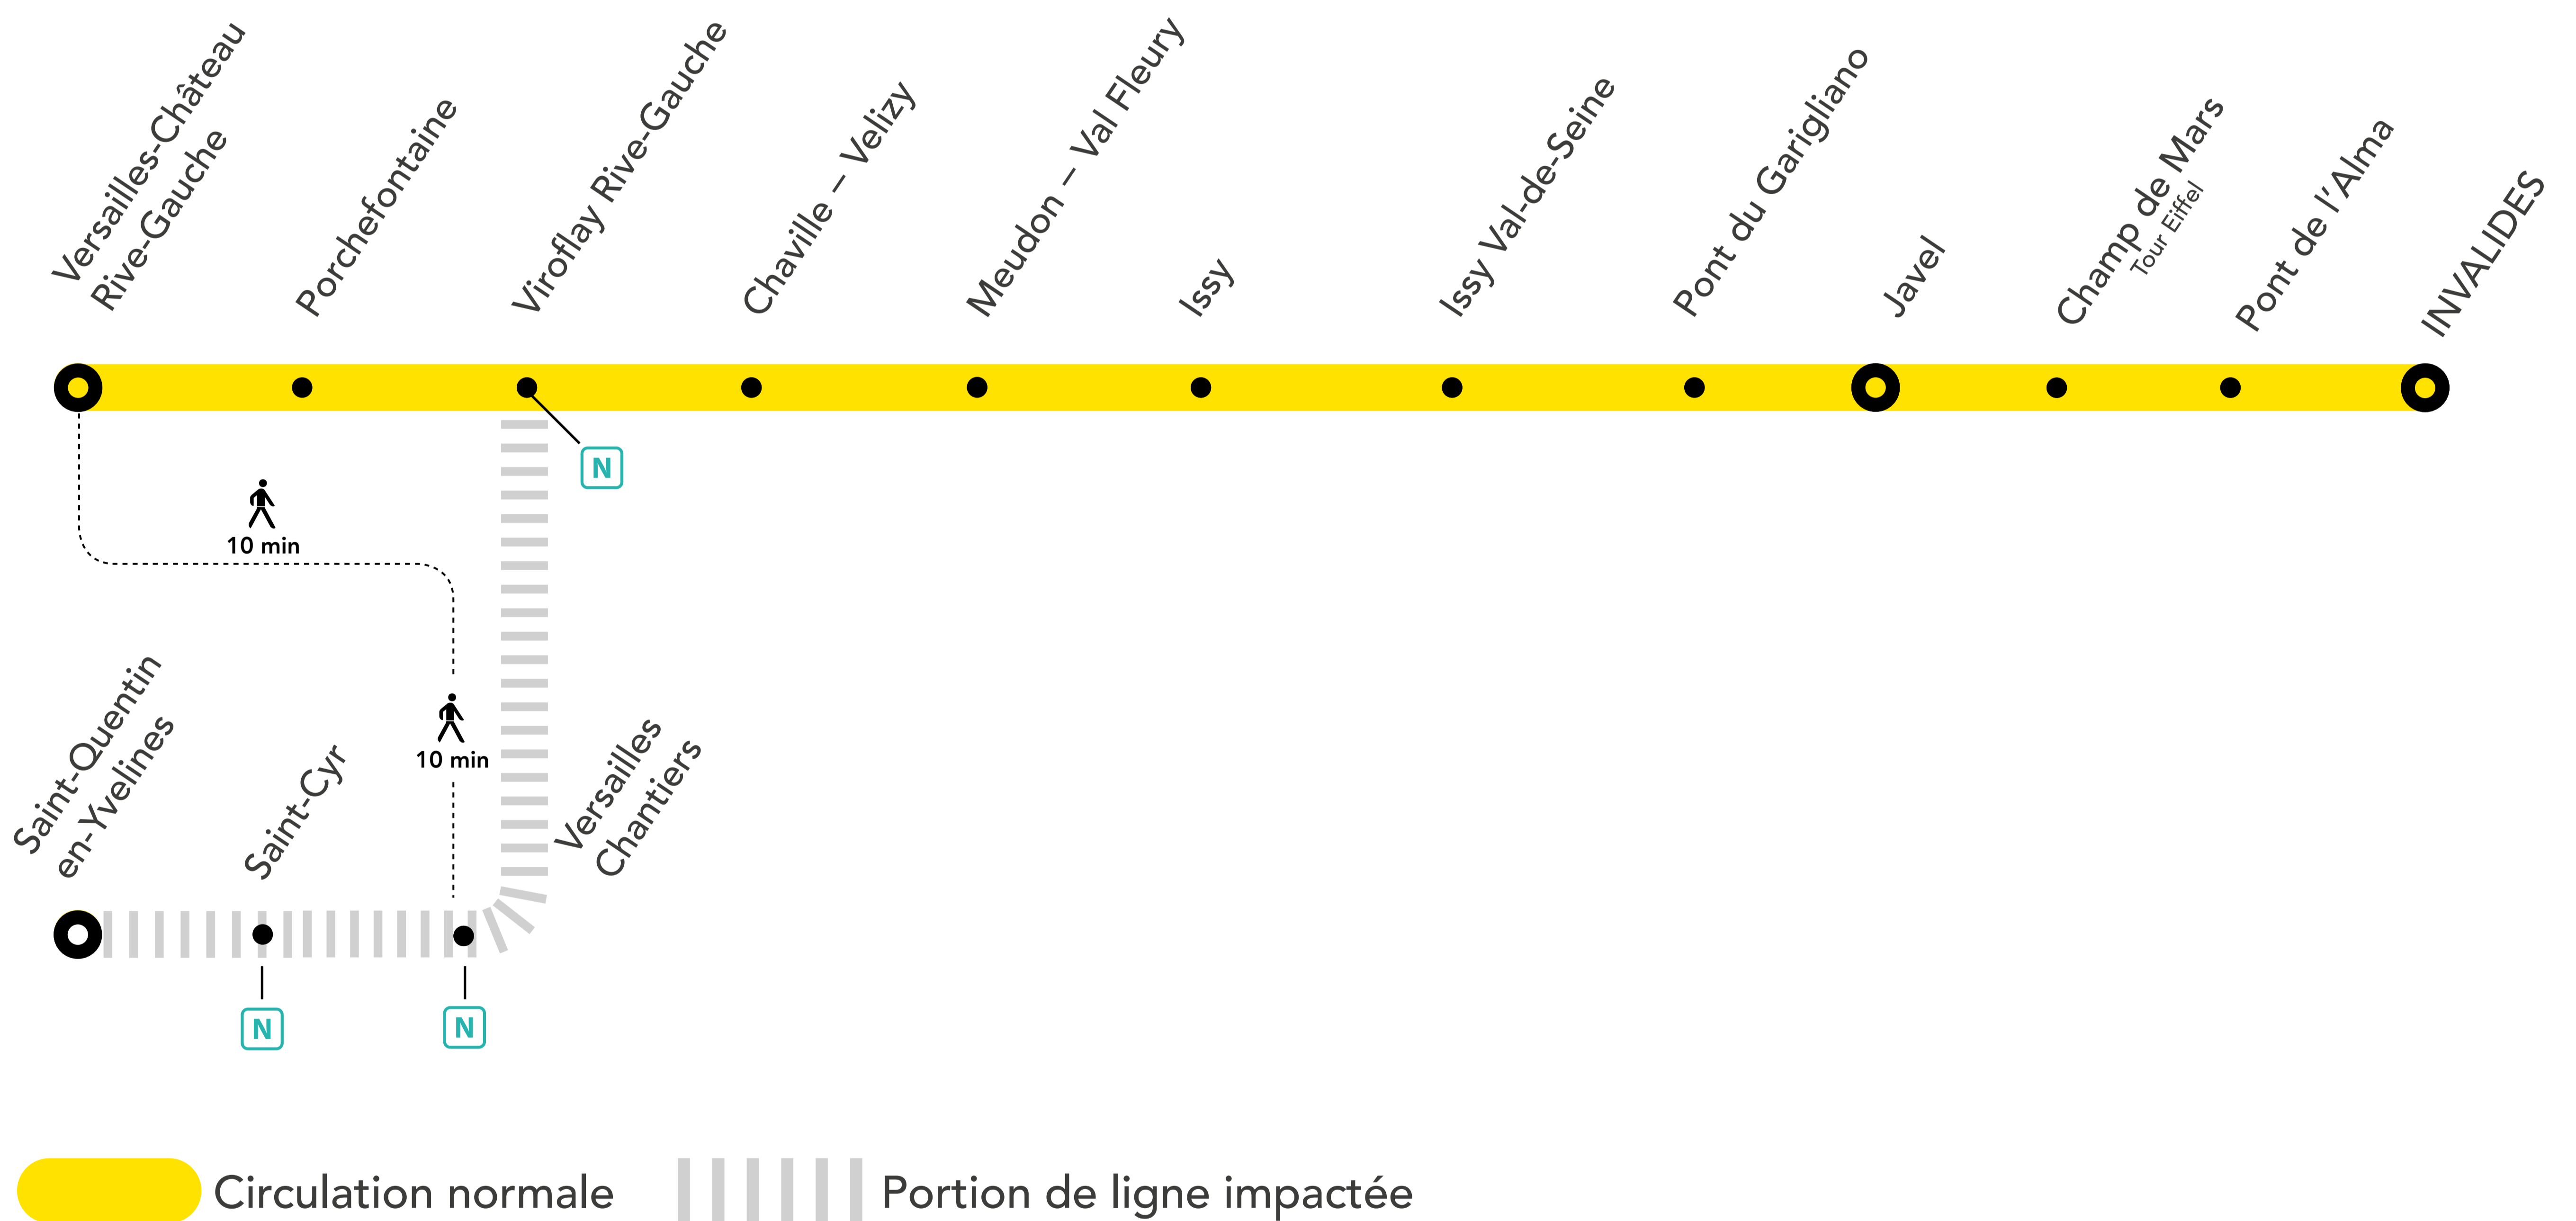 Versailles-Château
Rive-Gauche
Porchefontaine
Viroflay Rive-Gauche
Chaville – Velizy
Meudon – Val Fleury
Issy
Issy Val-de-Seine
Pont du Garigliano
Javel
Champ de Mars
Tour Eiffel
Pont de l'Alma
INVALIDES
N
10 min
10 min
Saint-Quentin
en-Yvelines
Saint-Cyr
Versailles
Chantiers
N
N
Circulation normale
Portion de ligne impactée